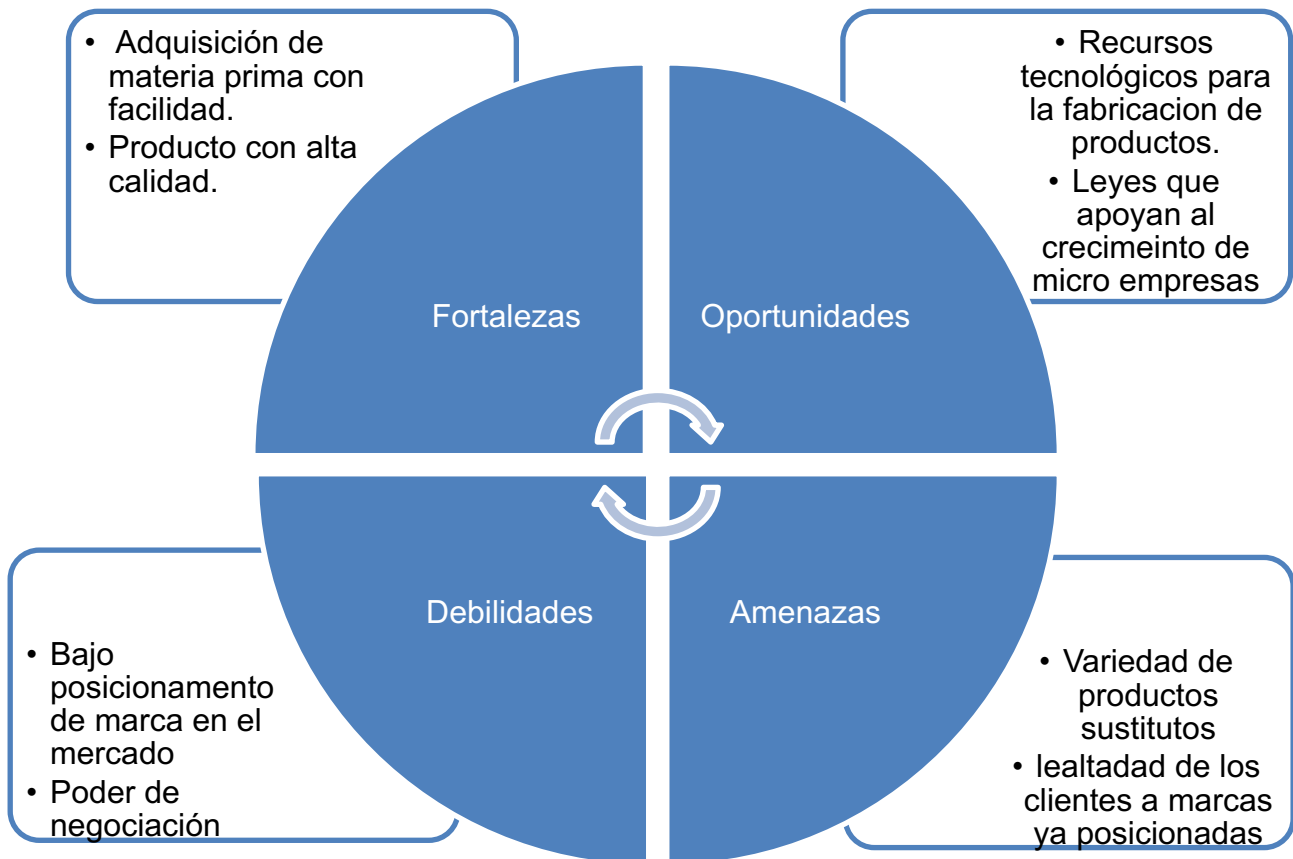 • Adquisición de
materia prima con
facilidad.
• Producto con alta
calidad.
• Recursos
tecnológicos para
la fabricacion de
productos.
• Leyes que
apoyan al
crecimeinto de
micro empresas
Fortalezas
Oportunidades
Debilidades
Amenazas
• Bajo
posicionamento
de marca en el
mercado
• Poder de
negociación
• Variedad de
productos
sustitutos
• lealtadad de los
clientes a marcas
ya posicionadas